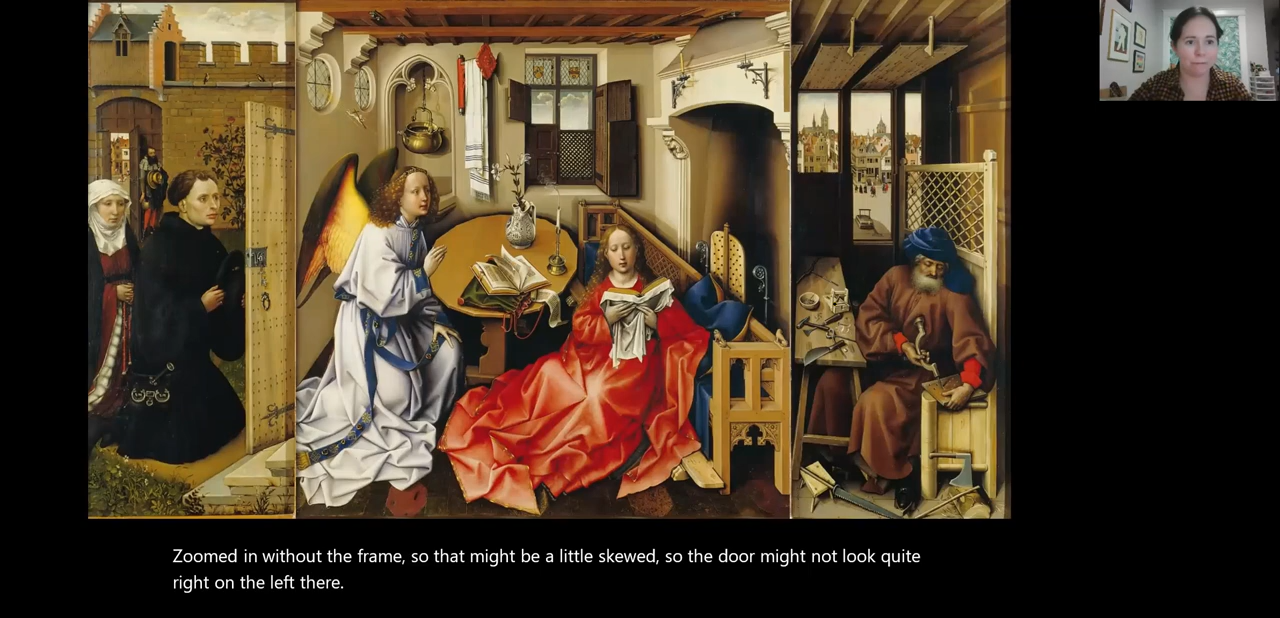 Zoomed in without the frame, so that might be a little skewed, so the door might not look quite
right on the left there.